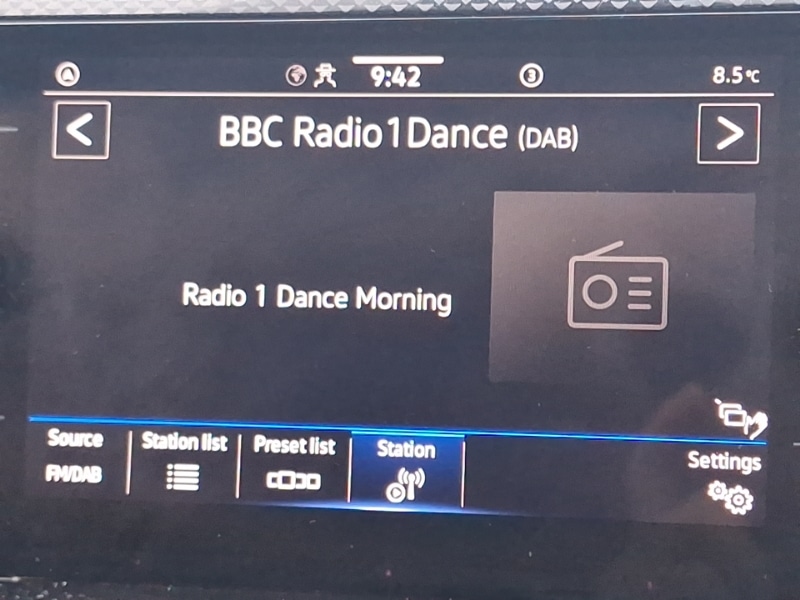 9:42
3
8.5°C
BBC Radio 1 Dance (DAB)
Radio 1 Dance Morning
Source
Station list
Preset list
Station
FM/DAB
Settings